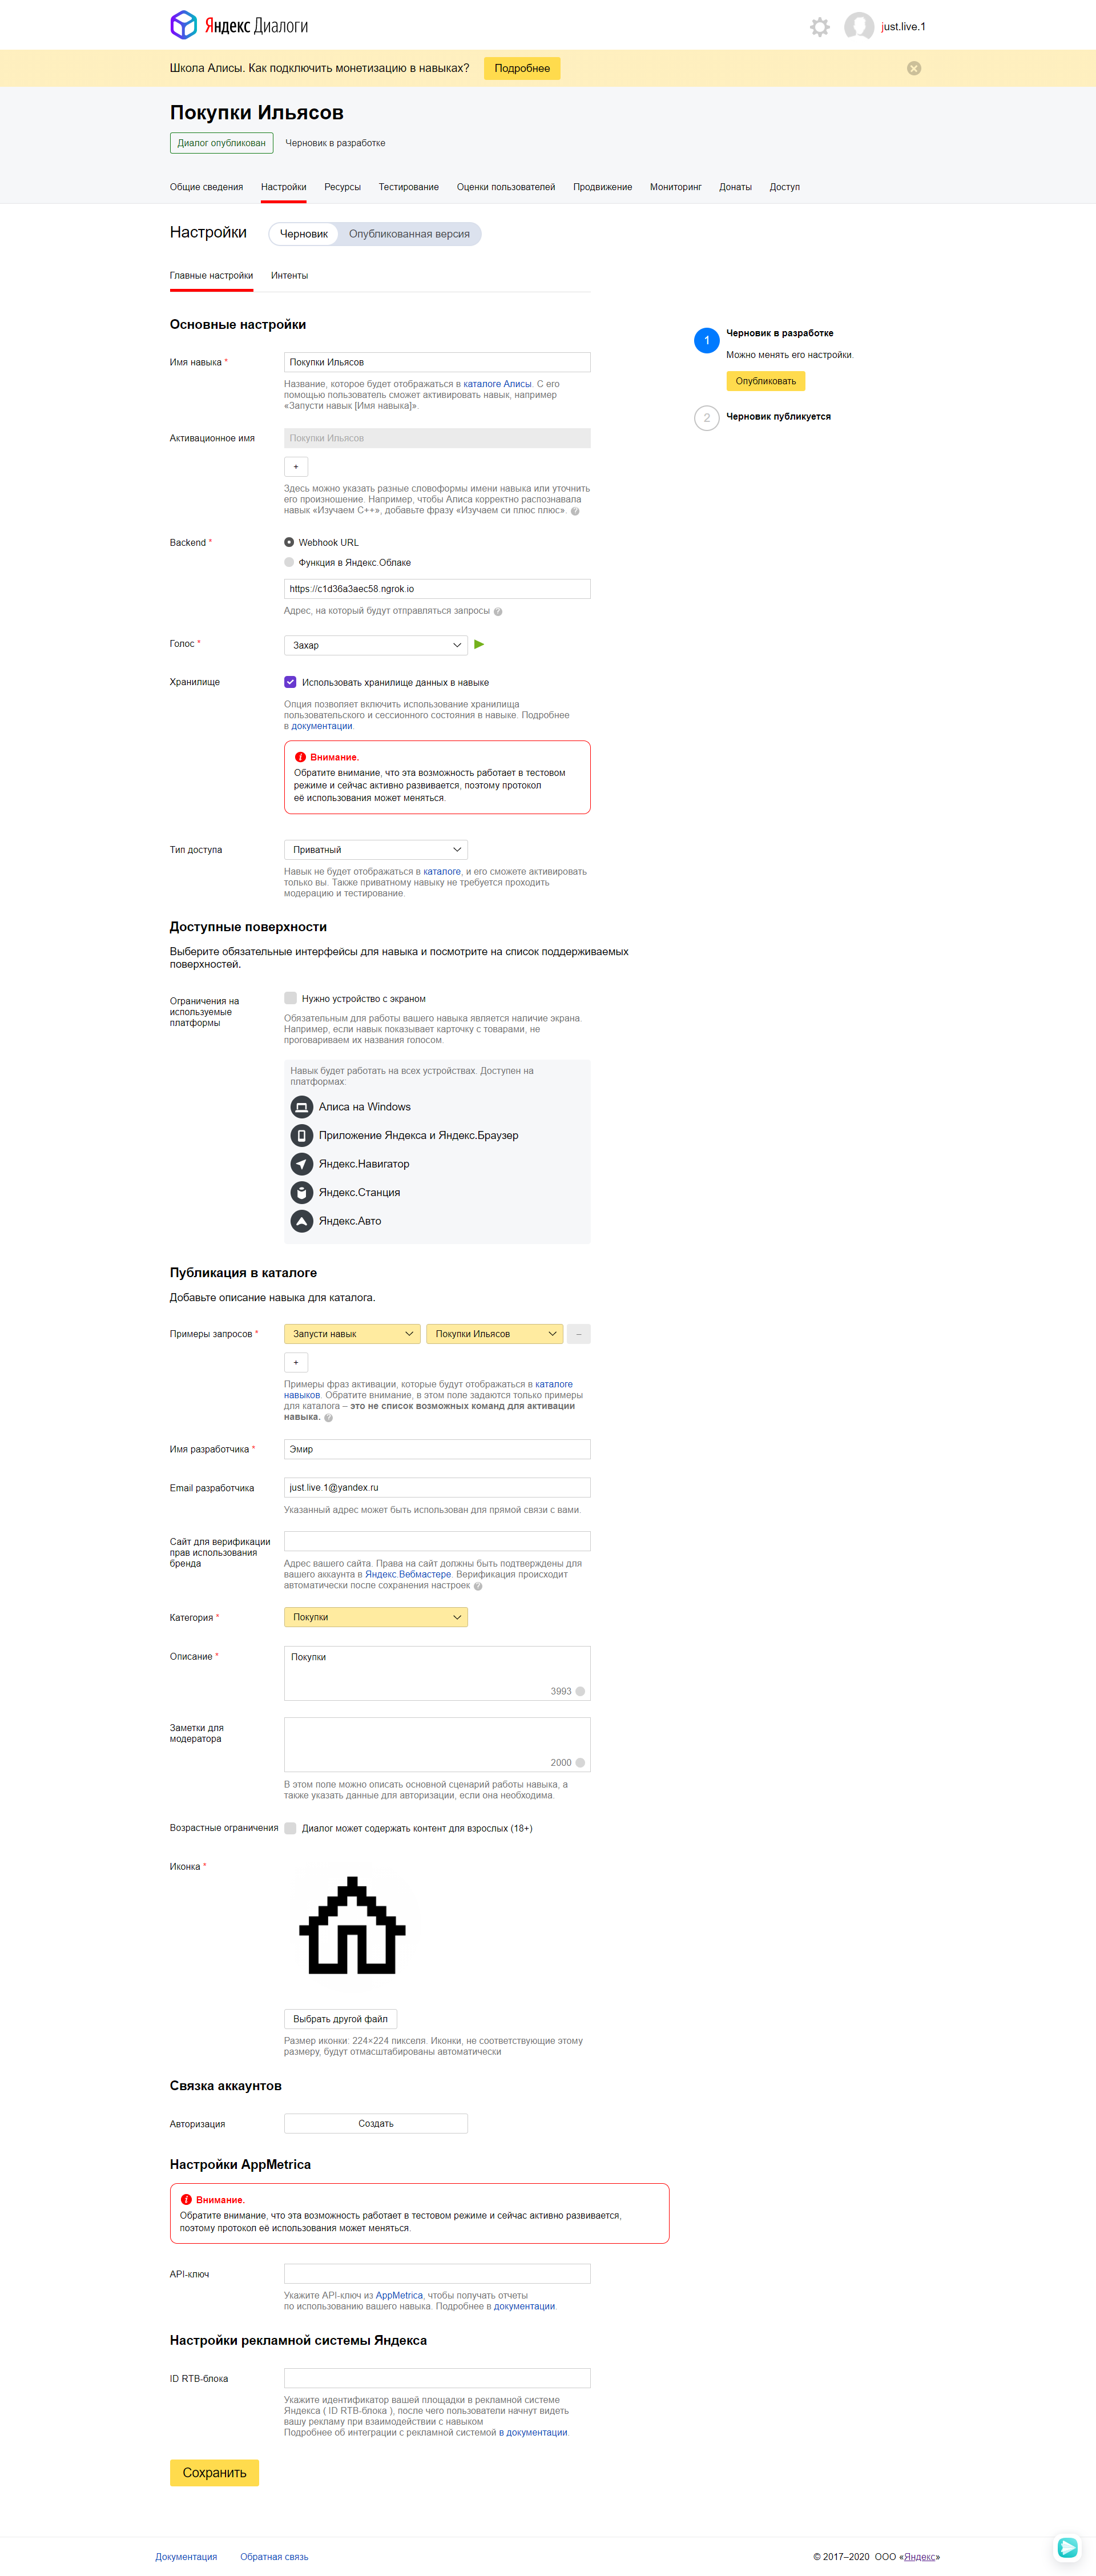 Яндекс Диалоги
just.live.1
Школа Алисы. Как подключить монетизацию в навыках?
Подробнее
Покупки Ильясов
Диалог опубликован
Черновик в разработке
Общие сведения
Настройки
Ресурсы
Тестирование
Оценки пользователей
Продвижение
Мониторинг
Донаты
Доступ
Настройки
Черновик
Опубликованная версия
Главные настройки
Интенты
Основные настройки
1
Черновик в разработке
Можно менять его настройки.
Опубликовать
2
Черновик публикуется
Имя навыка *
Покупки Ильясов
Название, которое будет отображаться в каталоге Алисы. С его
помощью пользователь сможет активировать навык, например
«Запусти навык [Имя навыка]».
Активационное имя
Покупки Ильясов
+
Здесь можно указать разные словоформы имени навыка или уточнить
его произношение. Например, чтобы Алиса корректно распознавала
навык «Изучаем C++», добавьте фразу «Изучаем си плюс плюс». ?
Backend *
Webhook URL
Функция в Яндекс.Облаке
https://c1d36a3aec58.ngrok.io
Адрес, на который будут отправляться запросы ?
Голос *
Захар
Хранилище
Использовать хранилище данных в навыке
Опция позволяет включить использование хранилища
пользовательского и сессионного состояния в навыке. Подробнее
в документации.
Внимание.
Обратите внимание, что эта возможность работает в тестовом
режиме и сейчас активно развивается, поэтому протокол
её использования может меняться.
Тип доступа
Приватный
Навык не будет отображаться в каталоге, и его сможете активировать
только вы. Также приватному навыку не требуется проходить
модерацию и тестирование.
Доступные поверхности
Выберите обязательные интерфейсы для навыка и посмотрите на список поддерживаемых
поверхностей.
Ограничения на
используемые
платформы
Нужно устройство с экраном
Обязательным для работы вашего навыка является наличие экрана.
Например, если навык показывает карточку с товарами, не
проговариваем их названия голосом.
Навык будет работать на всех устройствах. Доступен на
платформах:
Алиса на Windows
Приложение Яндекса и Яндекс.Браузер
Яндекс.Навигатор
Яндекс.Станция
Яндекс.Авто
Публикация в каталоге
Добавьте описание навыка для каталога.
Примеры запросов *
Запусти навык
Покупки Ильясов
–
+
Примеры фраз активации, которые будут отображаться в каталоге
навыков. Обратите внимание, в этом поле задаются только примеры
для каталога – это не список возможных команд для активации
навыка. ?
Имя разработчика *
Эмир
Email разработчика
just.live.1@yandex.ru
Указанный адрес может быть использован для прямой связи с вами.
Сайт для верификации
прав использования
бренда
Адрес вашего сайта. Права на сайт должны быть подтверждены для
вашего аккаунта в Яндекс.Вебмастере. Верификация происходит
автоматически после сохранения настроек ?
Категория *
Покупки
Описание *
Покупки
3993
Заметки для
модератора
2000
В этом поле можно описать основной сценарий работы навыка, а
также указать данные для авторизации, если она необходима.
Возрастные ограничения
Диалог может содержать контент для взрослых (18+)
Иконка *
Выбрать другой файл
Размер иконки: 224×224 пикселя. Иконки, не соответствующие этому
размеру, будут отмасштабированы автоматически
Связка аккаунтов
Авторизация
Создать
Настройки AppMetrica
Внимание.
Обратите внимание, что эта возможность работает в тестовом режиме и сейчас активно развивается,
поэтому протокол её использования может меняться.
API-ключ
Укажите API-ключ из AppMetrica, чтобы получать отчеты
по использованию вашего навыка. Подробнее в документации.
Настройки рекламной системы Яндекса
ID RTB-блока
Укажите идентификатор вашей площадки в рекламной системе
Яндекса ( ID RTB-блока ), после чего пользователи начнут видеть
вашу рекламу при взаимодействии с навыком
Подробнее об интеграции с рекламной системой в документации.
Сохранить
Документация
Обратная связь
© 2017–2020 ООО «Яндекс»